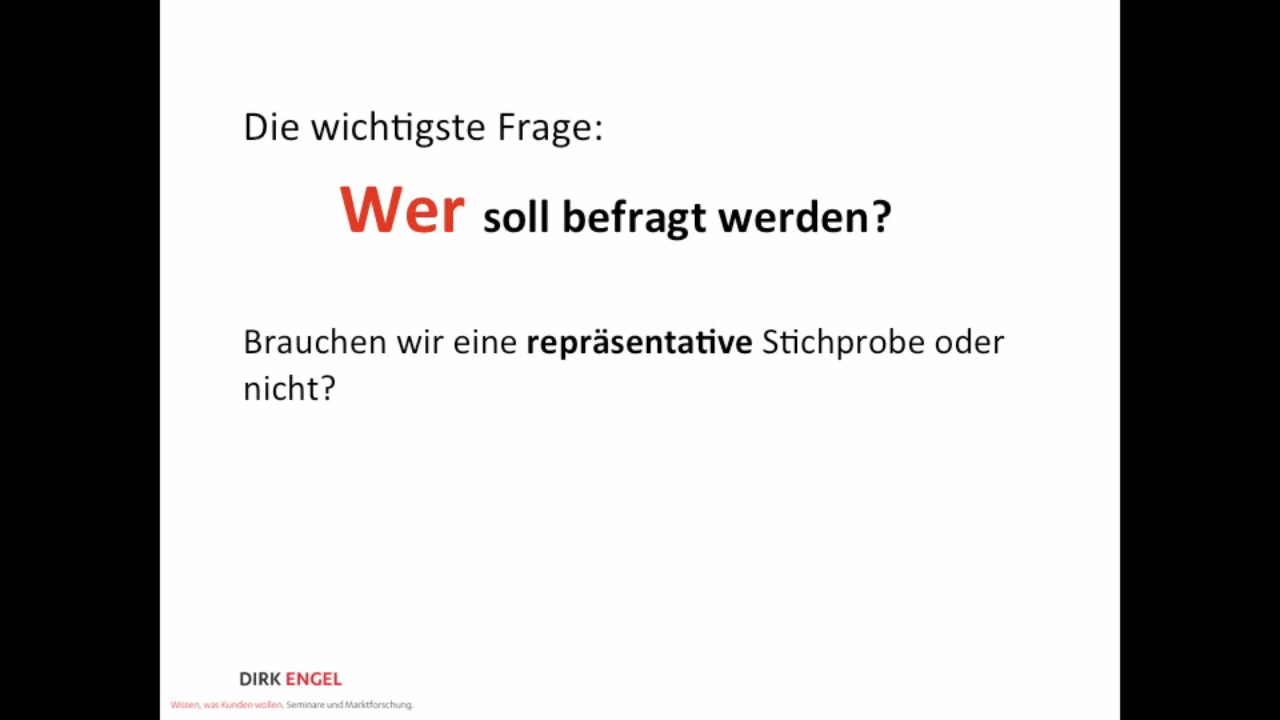 Die wichtigste Frage:
Wer soll befragt werden?
Brauchen wir eine repräsentative Stichprobe oder
nicht?
DIRK ENGEL
Wissen, was Kunden wollen. Seminare und Marktforschung.